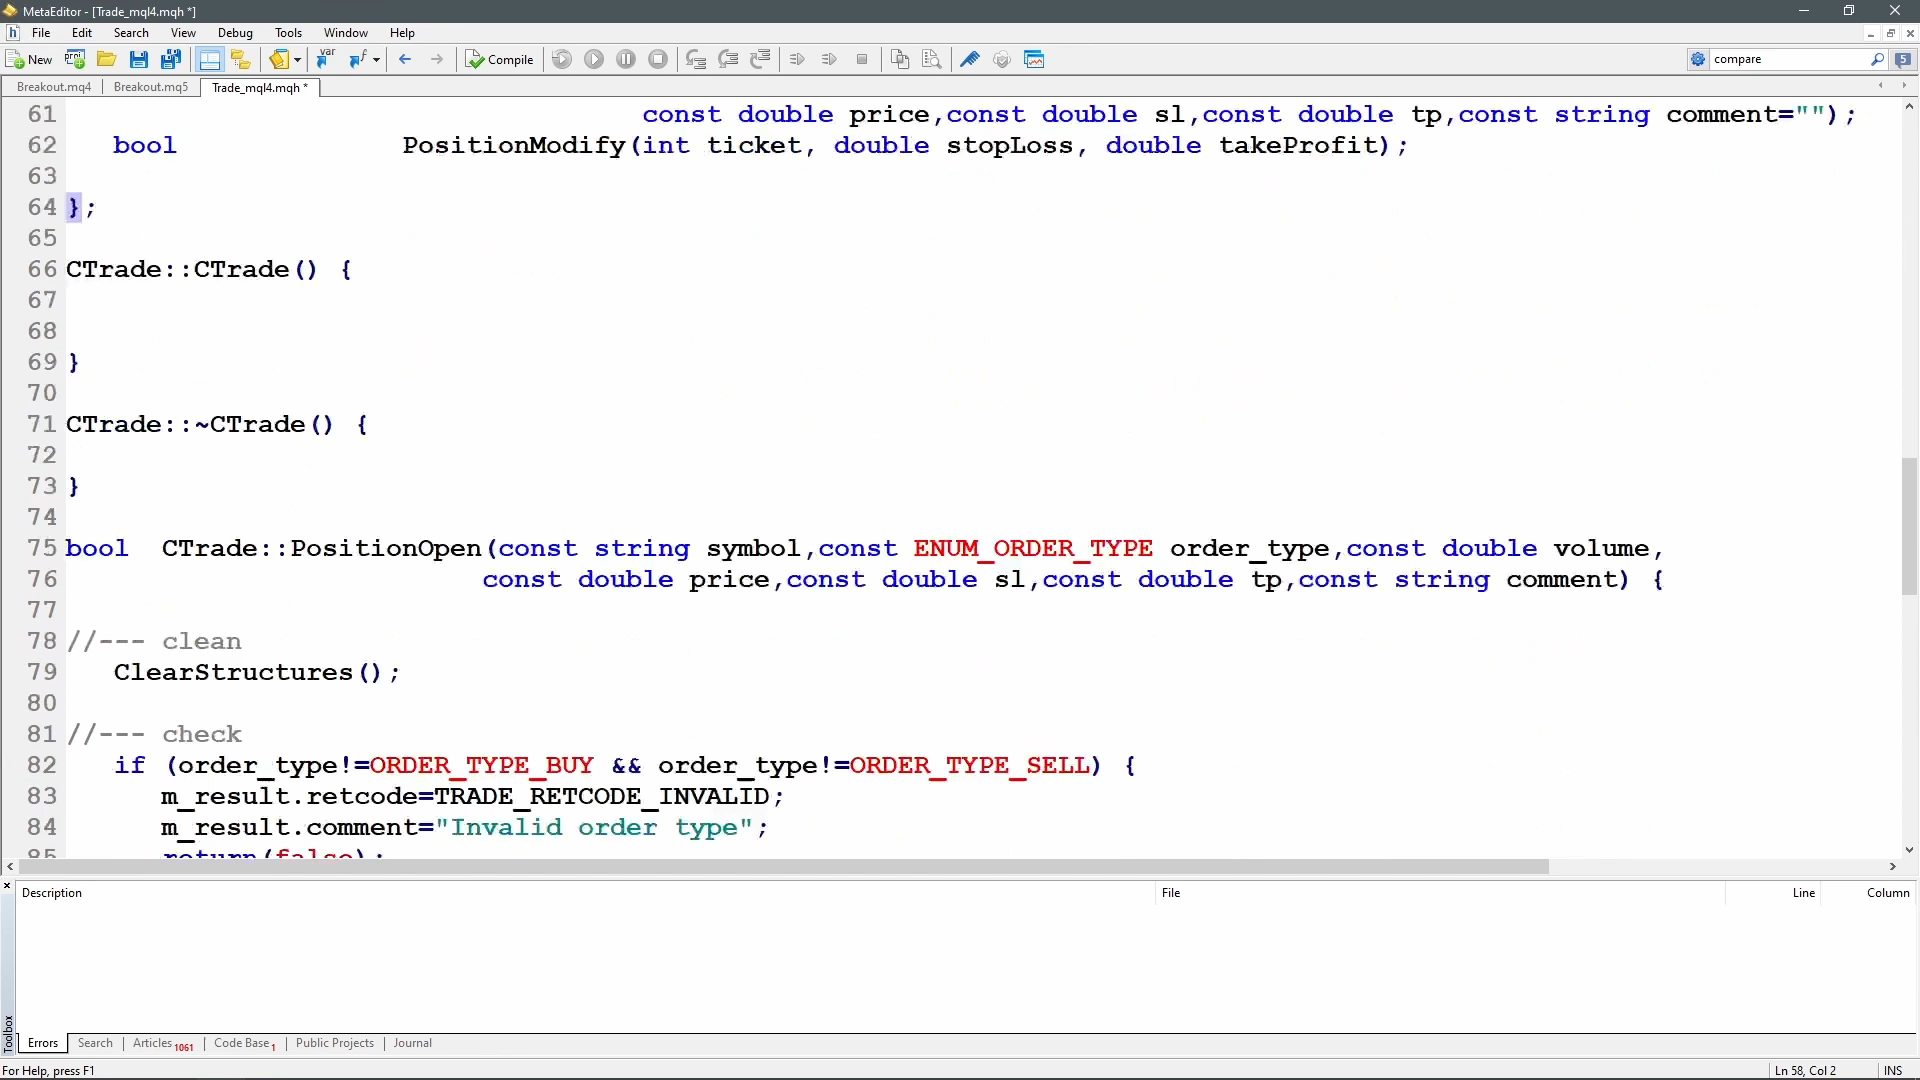 MetaEditor - [Trade_mql4.mqh *]
File Edit Search View Debug Tools Window Help
New Compile compare 5
Breakout.mq4 Breakout.mq5 Trade_mql4.mqh *
61 const double price,const double sl,const double tp,const string comment="");
62 bool PositionModify(int ticket, double stopLoss, double takeProfit);
63
64 };
65
66 CTrade::CTrade() {
67
68
69 }
70
71 CTrade::~CTrade() {
72
73 }
74
75 bool CTrade::PositionOpen(const string symbol,const ENUM_ORDER_TYPE order_type,const double volume,
76 const double price,const double sl,const double tp,const string comment) {
77
78 //--- clean
79 ClearStructures();
80
81 //--- check
82 if (order_type!=ORDER_TYPE_BUY && order_type!=ORDER_TYPE_SELL) {
83 m_result.retcode=TRADE_RETCODE_INVALID;
84 m_result.comment="Invalid order type";
85 return(false);
Description File Line Column
Toolbox
Errors Search Articles 1061 Code Base 1 Public Projects Journal
For Help, press F1 Ln 58, Col 2 INS